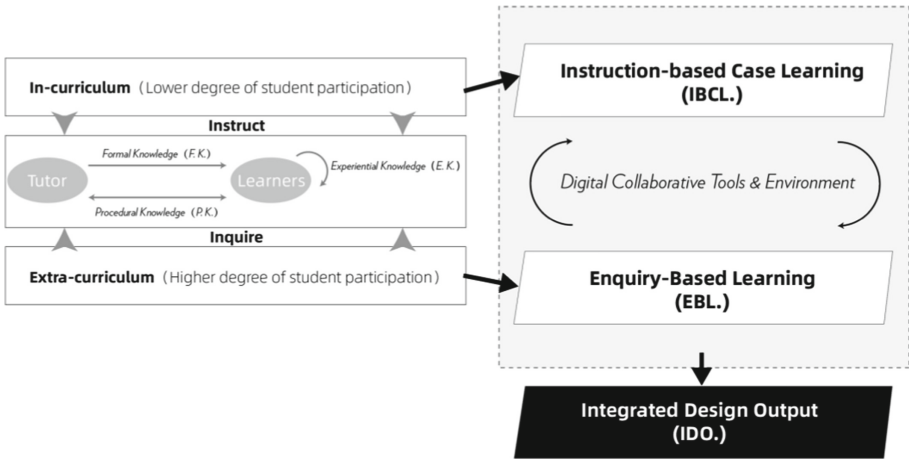 In-curriculum (Lower degree of student participation)
Instruct
Formal Knowledge (F.K.)
Tutor
Learners
Experiential Knowledge (E.K.)
Procedural Knowledge (P.K.)
Inquire
Extra-curriculum (Higher degree of student participation)
Instruction-based Case Learning
(IBCL.)
Digital Collaborative Tools & Environment
Enquiry-Based Learning
(EBL.)
Integrated Design Output
(IDO.)